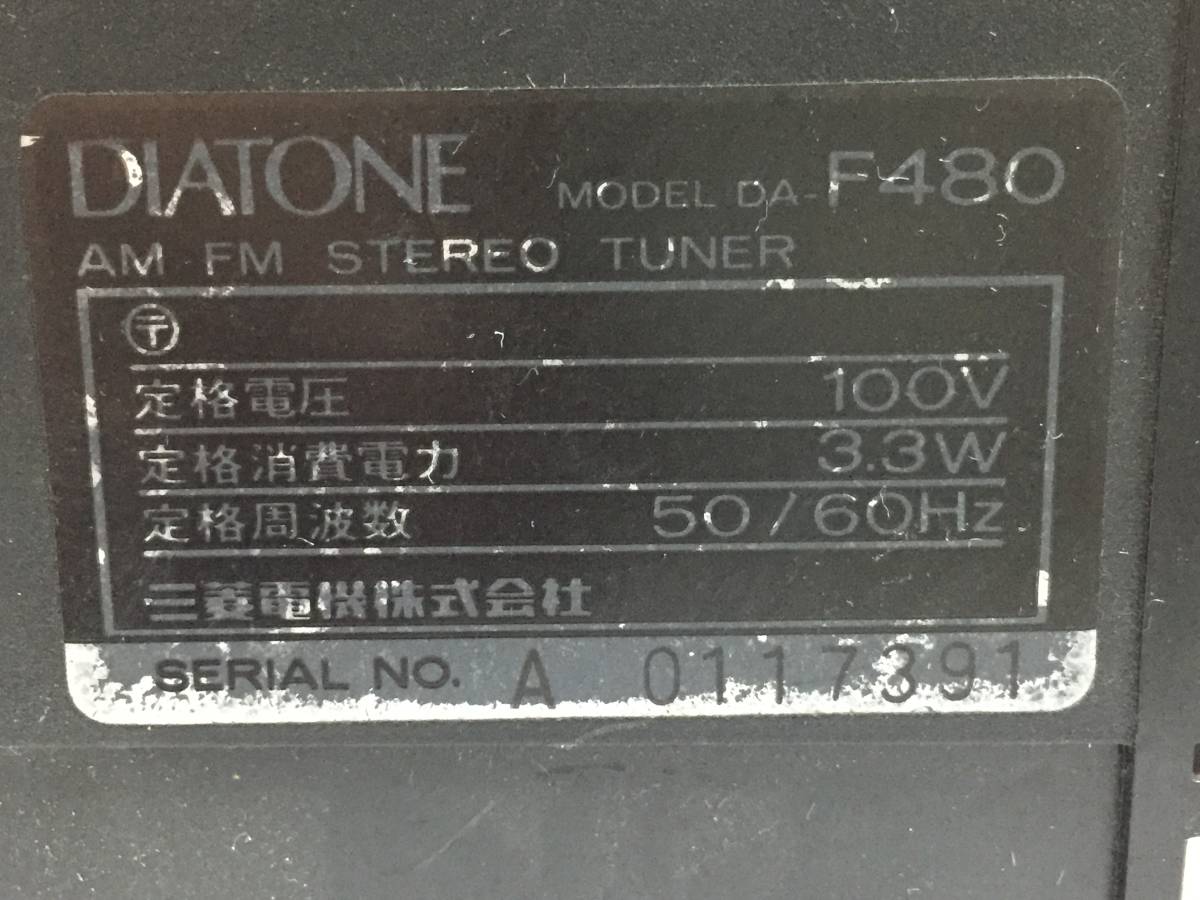 DIATONE MODEL DA-F480
AM FM STEREO TUNER
〒
定格電圧 100V
定格消費電力 3.3W
定格周波数 50/60Hz
三菱電機株式会社
SERIAL NO. A 0117391